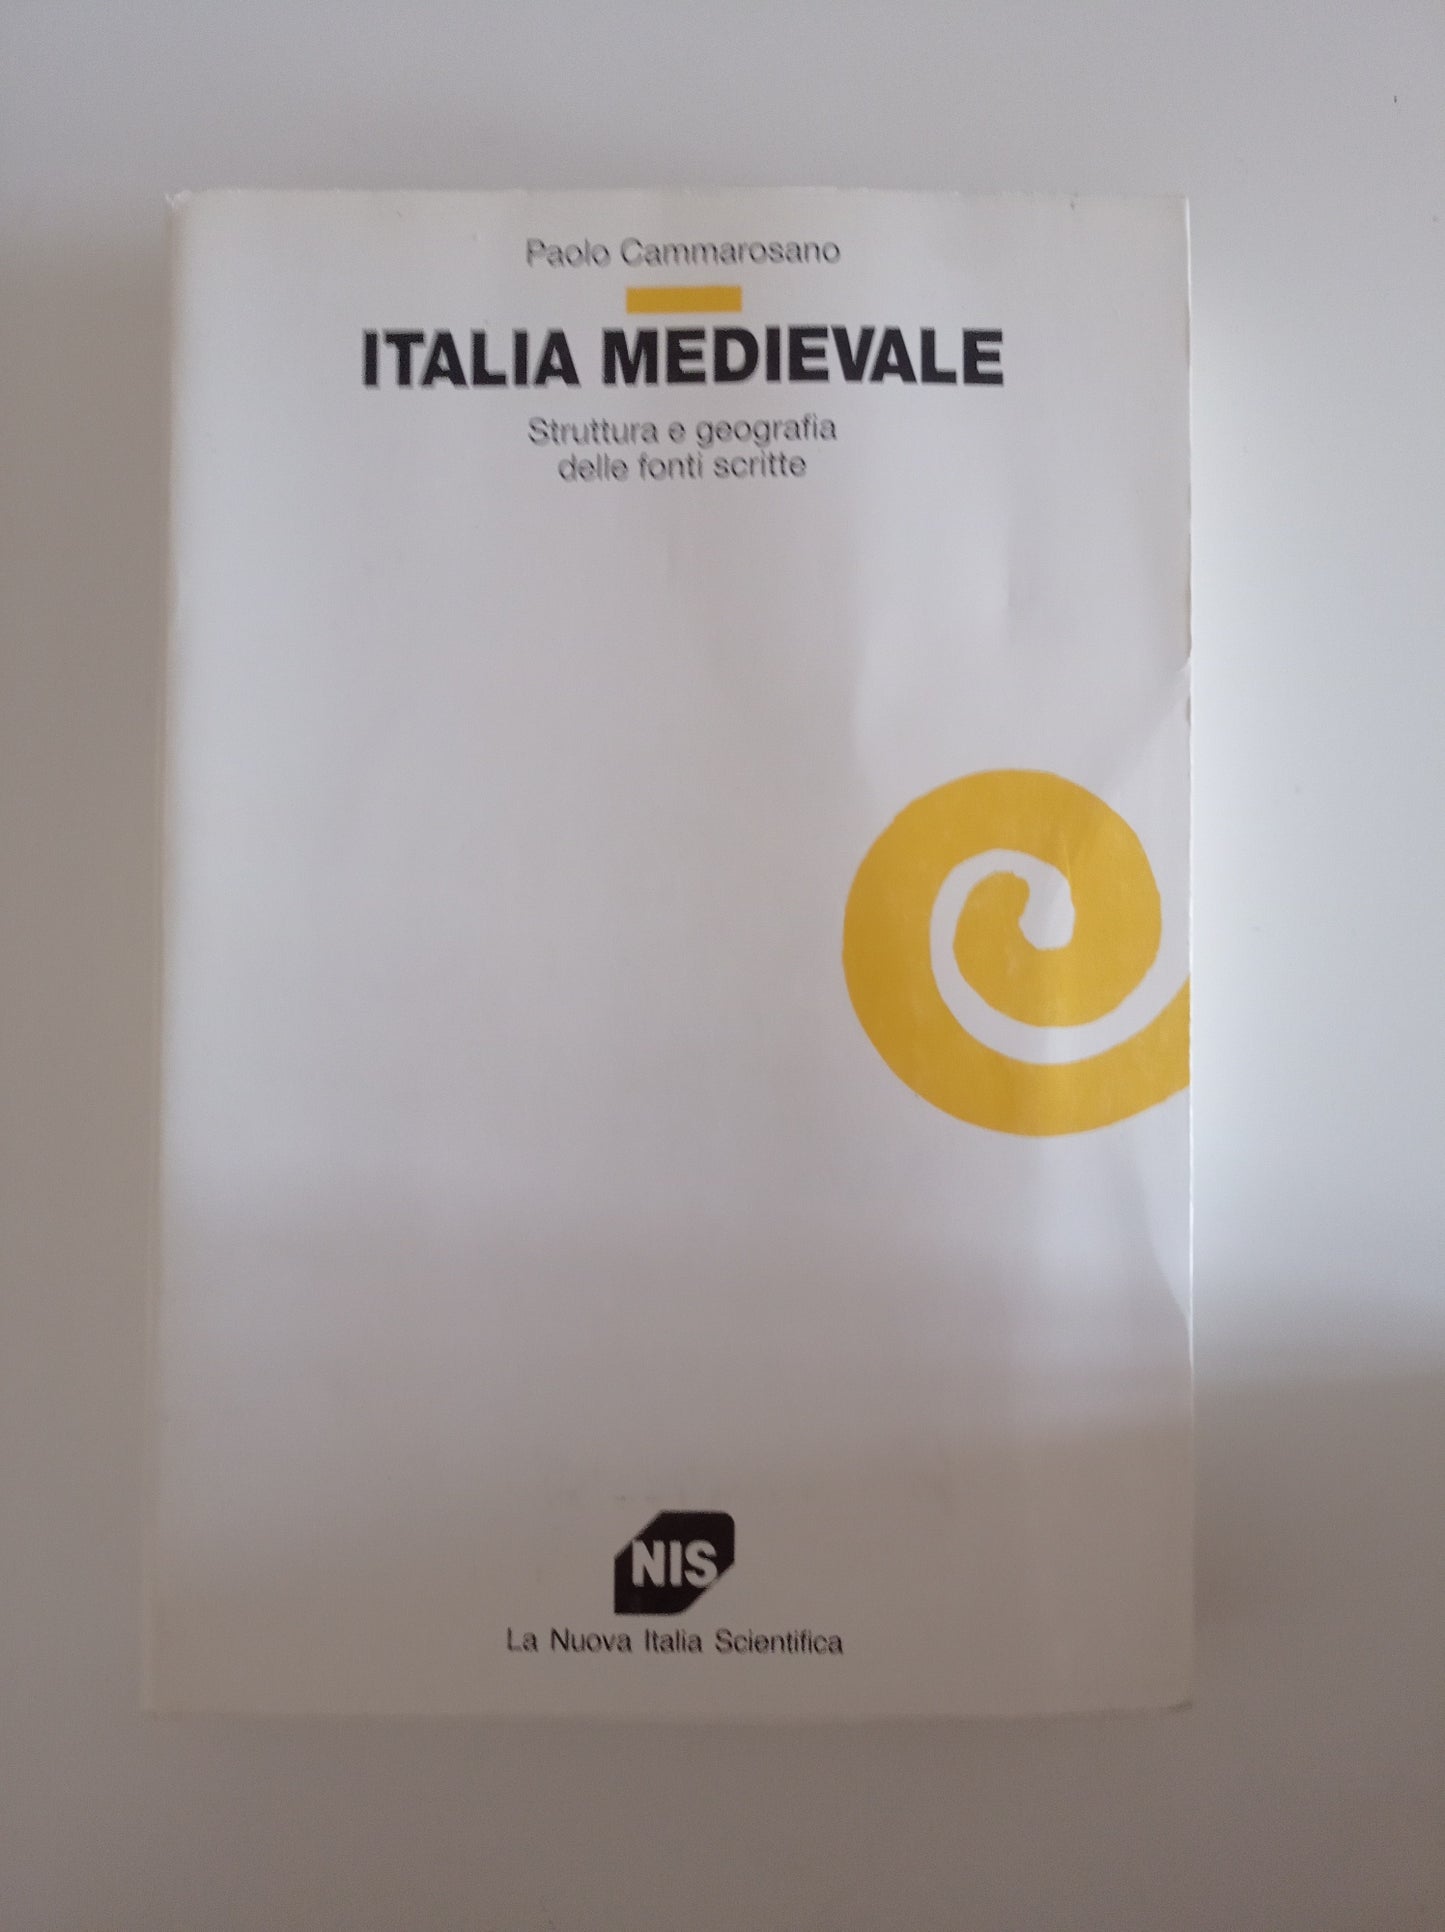 Paolo Cammarosano
ITALIA MEDIEVALE
Struttura e geografia
delle fonti scritte
NIS
La Nuova Italia Scientifica